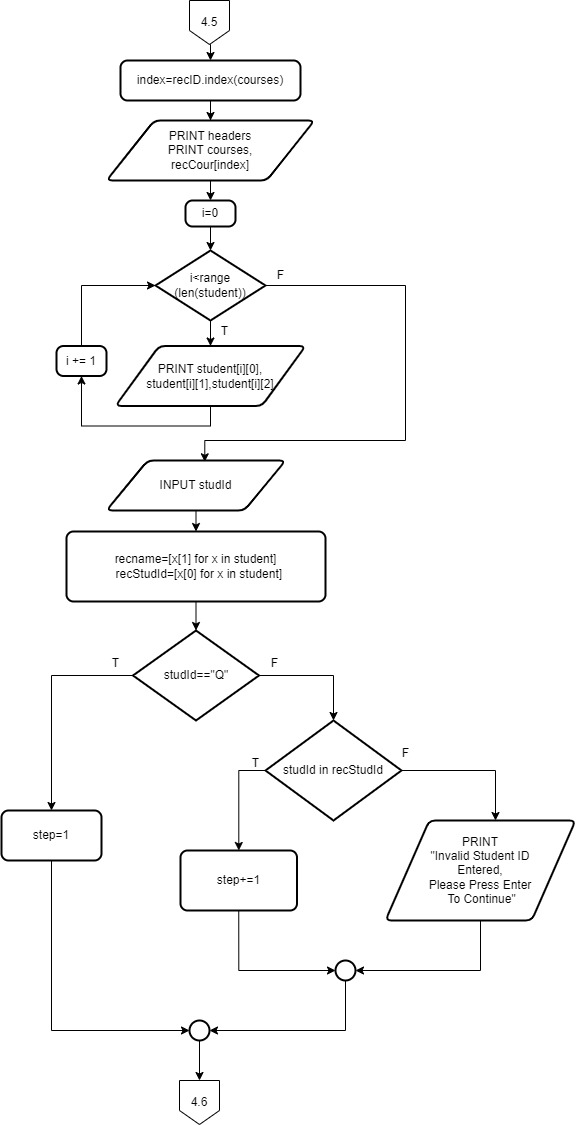 4.5
index=recID.index(courses)
PRINT headers
PRINT courses,
recCour[index]
i=0
i<range
(len(student))
F
T
i += 1
PRINT student[i][0],
student[i][1],student[i][2]
INPUT studId
recname=[x[1] for x in student]
recStudId=[x[0] for x in student]
T
studId=="Q"
F
T
studId in recStudId
F
step=1
step+=1
PRINT
"Invalid Student ID
Entered,
Please Press Enter
To Continue"
4.6